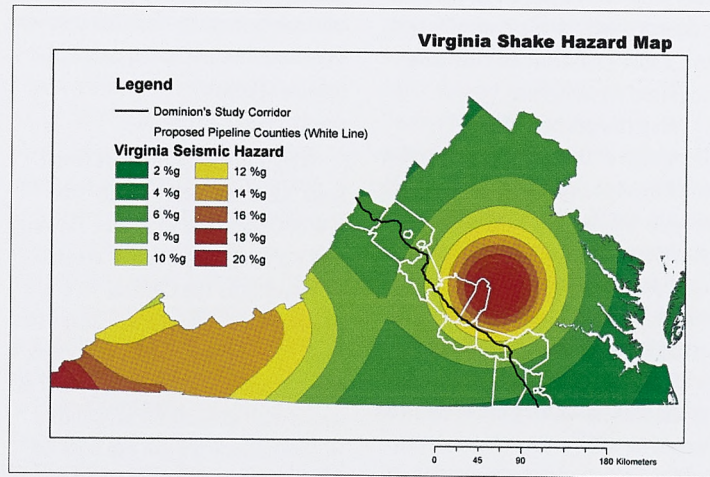 Virginia Shake Hazard Map
Legend
Dominion's Study Corridor
Proposed Pipeline Counties (White Line)
Virginia Seismic Hazard
2 %g 12 %g
4 %g 14 %g
6 %g 16 %g
8 %g 18 %g
10 %g 20 %g
0 45 90 180 Kilometers